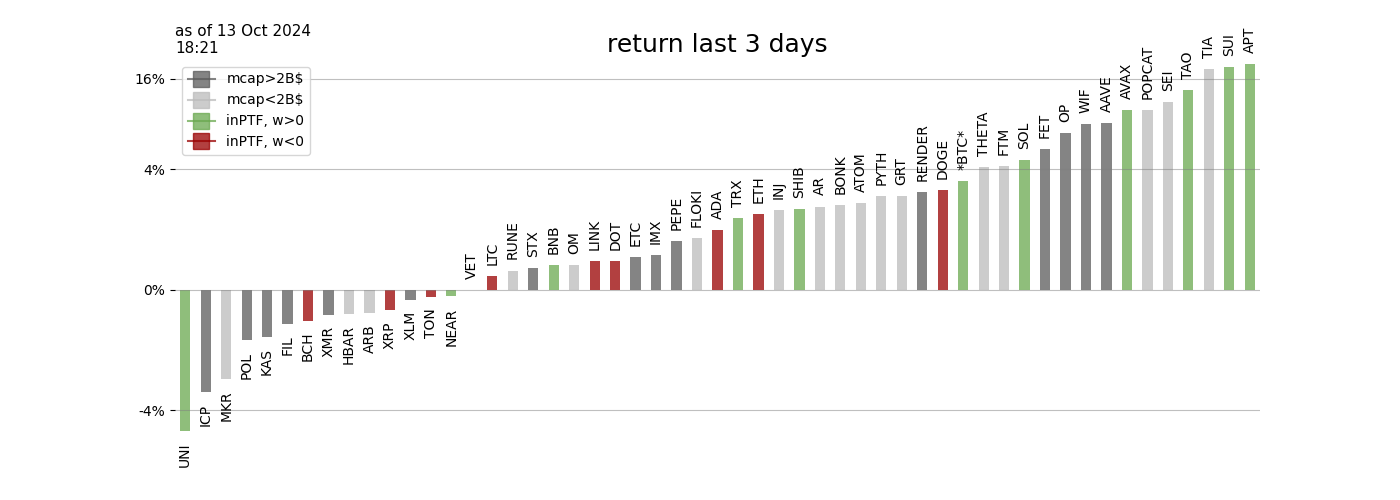 as of 13 Oct 2024
18:21
return last 3 days
mcap>2B$
mcap<2B$
inPTF, w>0
inPTF, w<0
16%
4%
0%
-4%
UNI
ICP
MKR
POL
KAS
FIL
BCH
XMR
HBAR
ARB
XRP
XLM
TON
NEAR
VET
LTC
RUNE
STX
BNB
OM
LINK
DOT
ETC
IMX
PEPE
FLOKI
ADA
TRX
ETH
INJ
SHIB
AR
BONK
ATOM
PYTH
GRT
RENDER
DOGE
*BTC*
THETA
FTM
SOL
FET
OP
WIF
AAVE
AVAX
POPCAT
SEI
TAO
TIA
SUI
APT